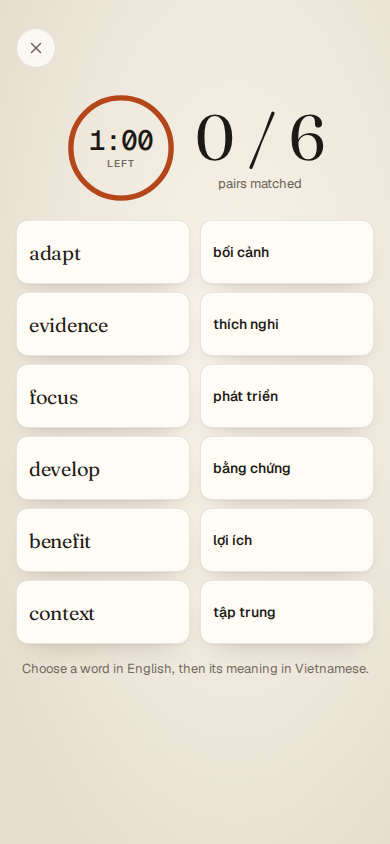 1:00
LEFT
0/6
pairs matched
adapt
bối cảnh
evidence
thích nghi
focus
phát triển
develop
bằng chứng
benefit
lợi ích
context
tập trung
Choose a word in English, then its meaning in Vietnamese.